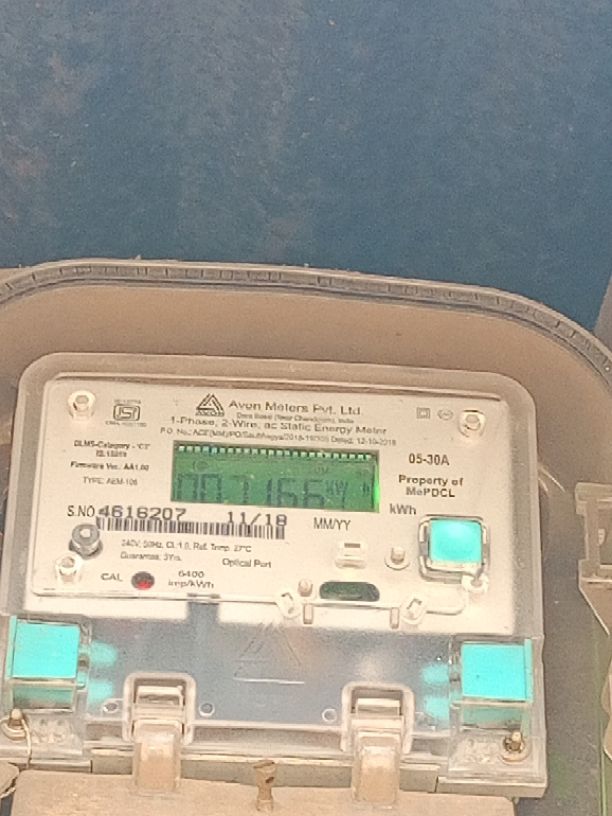 Avon Meters Pvt. Ltd.
1-Phase, 2-Wire, ac Static Energy Meter
DLMS-Category - 'C1'
Firmware Ver. AA1.00
TYPE: AEM-106
05-30A
Property of
MePDCL
kWh
S.NO 4616207 11/18 MM/YY
240V, 50Hz, Cl. 1.0, Ref. Temp. 27°C
Guarantee: 5Yrs.
Optical Port
CAL
6400
imp/kWh